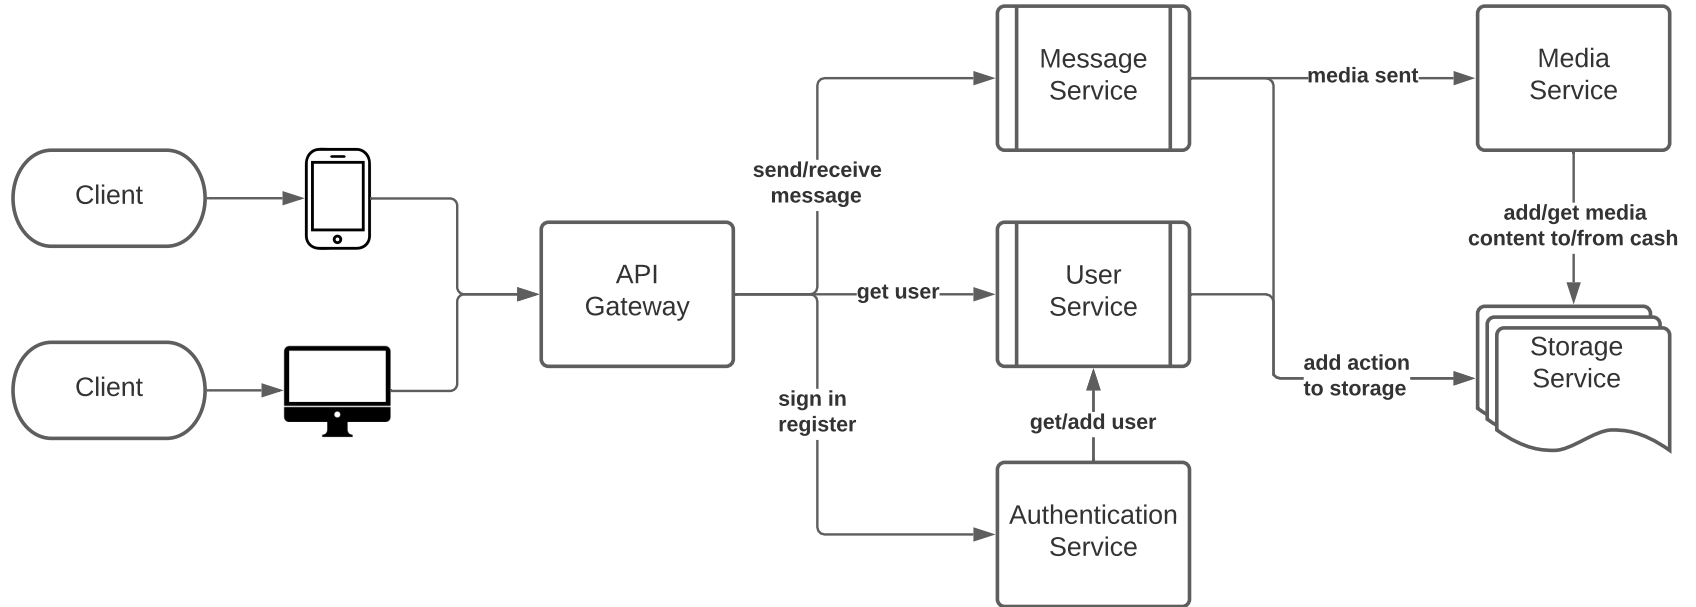 Client
Client
API
Gateway
send/receive
message
get user
sign in
register
Message
Service
User
Service
get/add user
Authentication
Service
media sent
add action
to storage
Media
Service
add/get media
content to/from cash
Storage
Service